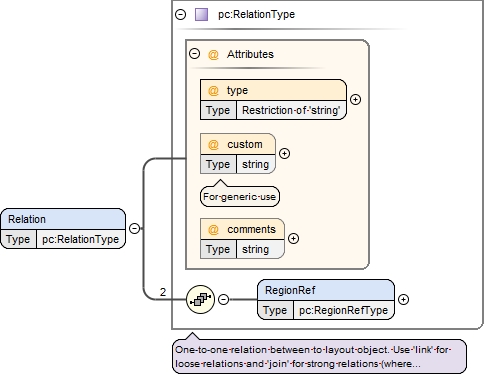 pc:RelationType
@ Attributes
@ type
Type Restriction of 'string'
@ custom
Type string
For generic use
@ comments
Type string
Relation
Type pc:RelationType
2
RegionRef
Type pc:RegionRefType
One-to-one relation between to layout object. Use 'link' for
loose relations and 'join' for strong relations (where...